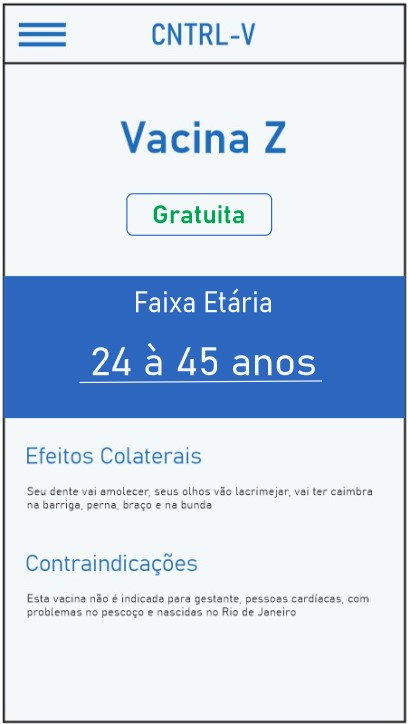 CNTRL-V
Vacina Z
Gratuita
Faixa Etária
24 à 45 anos
Efeitos Colaterais
Seu dente vai amolecer, seus olhos vão lacrimejar, vai ter caimbra
na barriga, perna, braço e na bunda
Contraindicações
Esta vacina não é indicada para gestante, pessoas cardíacas, com
problemas no pescoço e nascidas no Rio de Janeiro